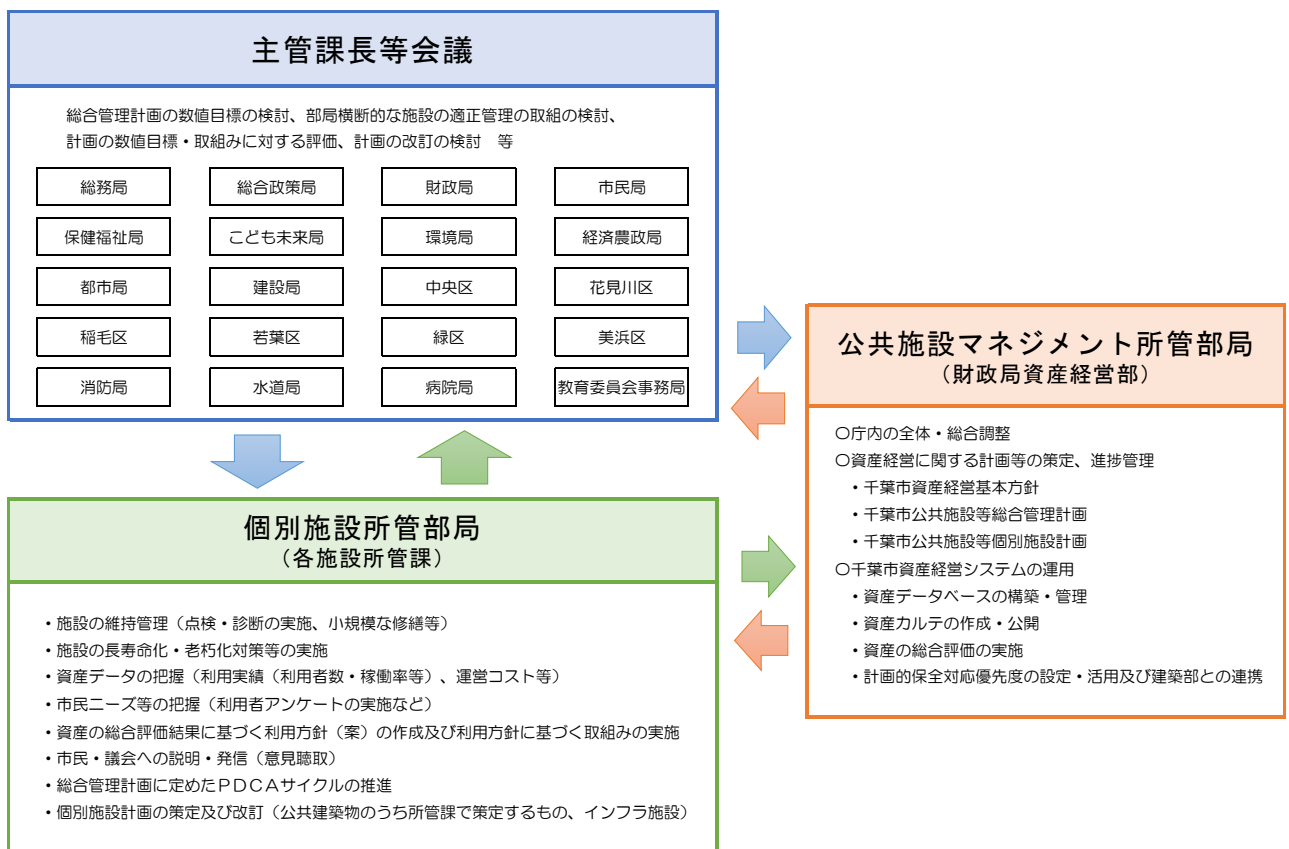 主管課長等会議
総合管理計画の数値目標の検討、部局横断的な施設の適正管理の取組の検討、
計画の数値目標・取組みに対する評価、計画の改訂の検討　等
総務局
総合政策局
財政局
市民局
保健福祉局
こども未来局
環境局
経済農政局
都市局
建設局
中央区
花見川区
稲毛区
若葉区
緑区
美浜区
消防局
水道局
病院局
教育委員会事務局
公共施設マネジメント所管部局
（財政局資産経営部）
〇庁内の全体・総合調整
〇資産経営に関する計画等の策定、進捗管理
・千葉市資産経営基本方針
・千葉市公共施設等総合管理計画
・千葉市公共施設等個別施設計画
〇千葉市資産経営システムの運用
・資産データベースの構築・管理
・資産カルテの作成・公開
・資産の総合評価の実施
・計画的保全対応優先度の設定・活用及び建築部との連携
個別施設所管部局
（各施設所管課）
・施設の維持管理（点検・診断の実施、小規模な修繕等）
・施設の長寿命化・老朽化対策等の実施
・資産データの把握（利用実績（利用者数・稼働率等）、運営コスト等）
・市民ニーズ等の把握（利用者アンケートの実施など）
・資産の総合評価結果に基づく利用方針（案）の作成及び利用方針に基づく取組みの実施
・市民・議会への説明・発信（意見聴取）
・総合管理計画に定めたＰＤＣＡサイクルの推進
・個別施設計画の策定及び改訂（公共建築物のうち所管課で策定するもの、インフラ施設）